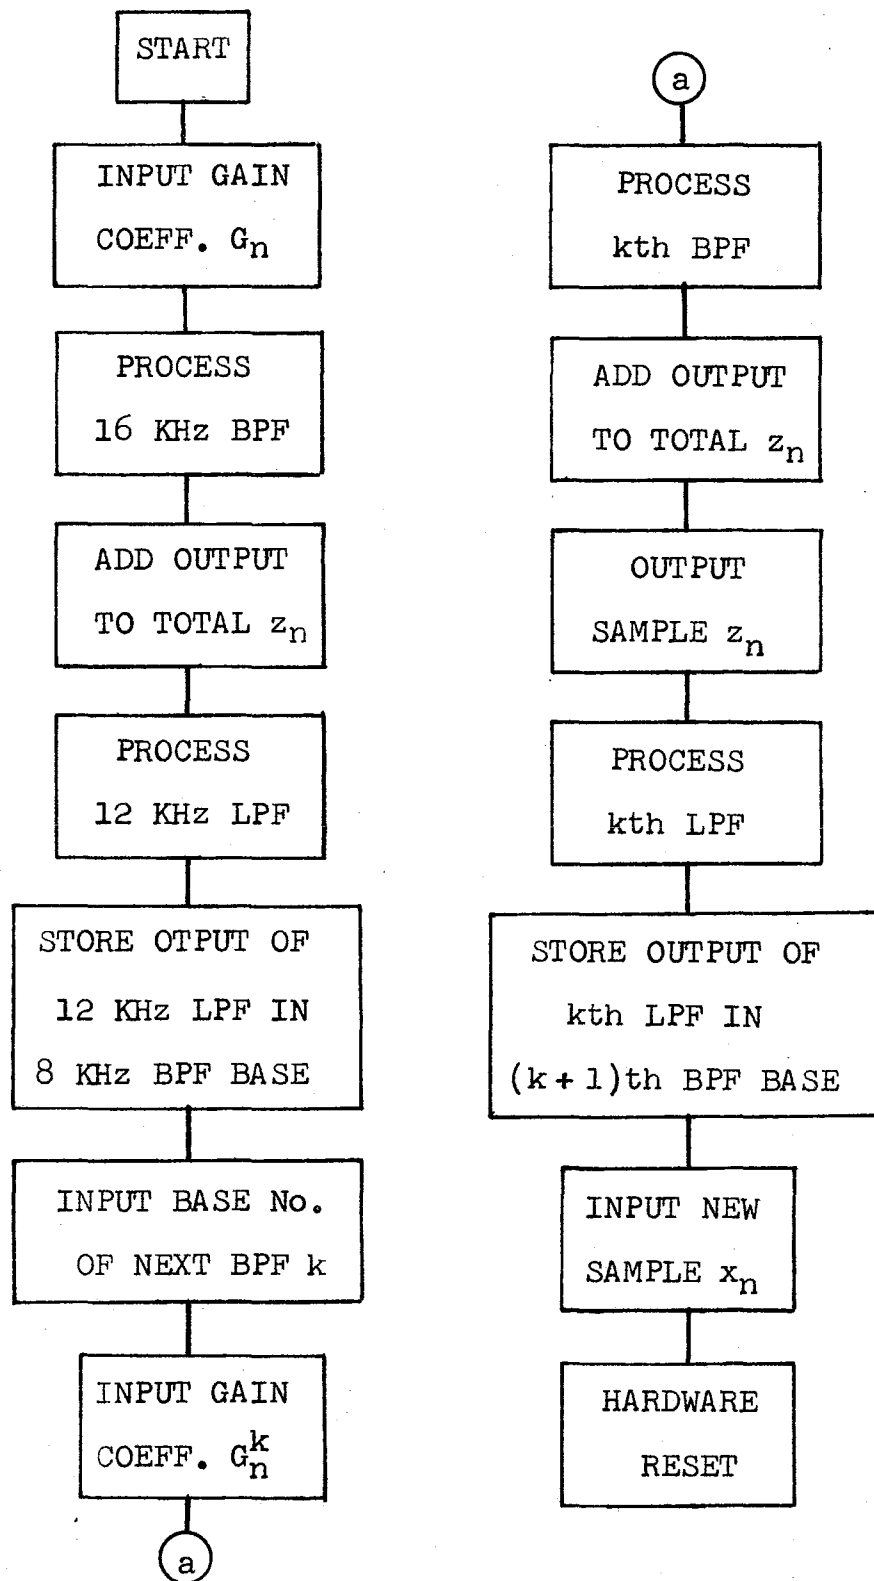 START
INPUT GAIN
COEFF. Gn
PROCESS
16 KHz BPF
ADD OUTPUT
TO TOTAL zn
PROCESS
12 KHz LPF
STORE OTPUT OF
12 KHz LPF IN
8 KHz BPF BASE
INPUT BASE No.
OF NEXT BPF k
INPUT GAIN
COEFF. G_n^k
a
a
PROCESS
kth BPF
ADD OUTPUT
TO TOTAL zn
OUTPUT
SAMPLE zn
PROCESS
kth LPF
STORE OUTPUT OF
kth LPF IN
(k+1)th BPF BASE
INPUT NEW
SAMPLE xn
HARDWARE
RESET